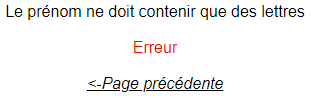 Le prénom ne doit contenir que des lettres
Erreur
<-Page précédente